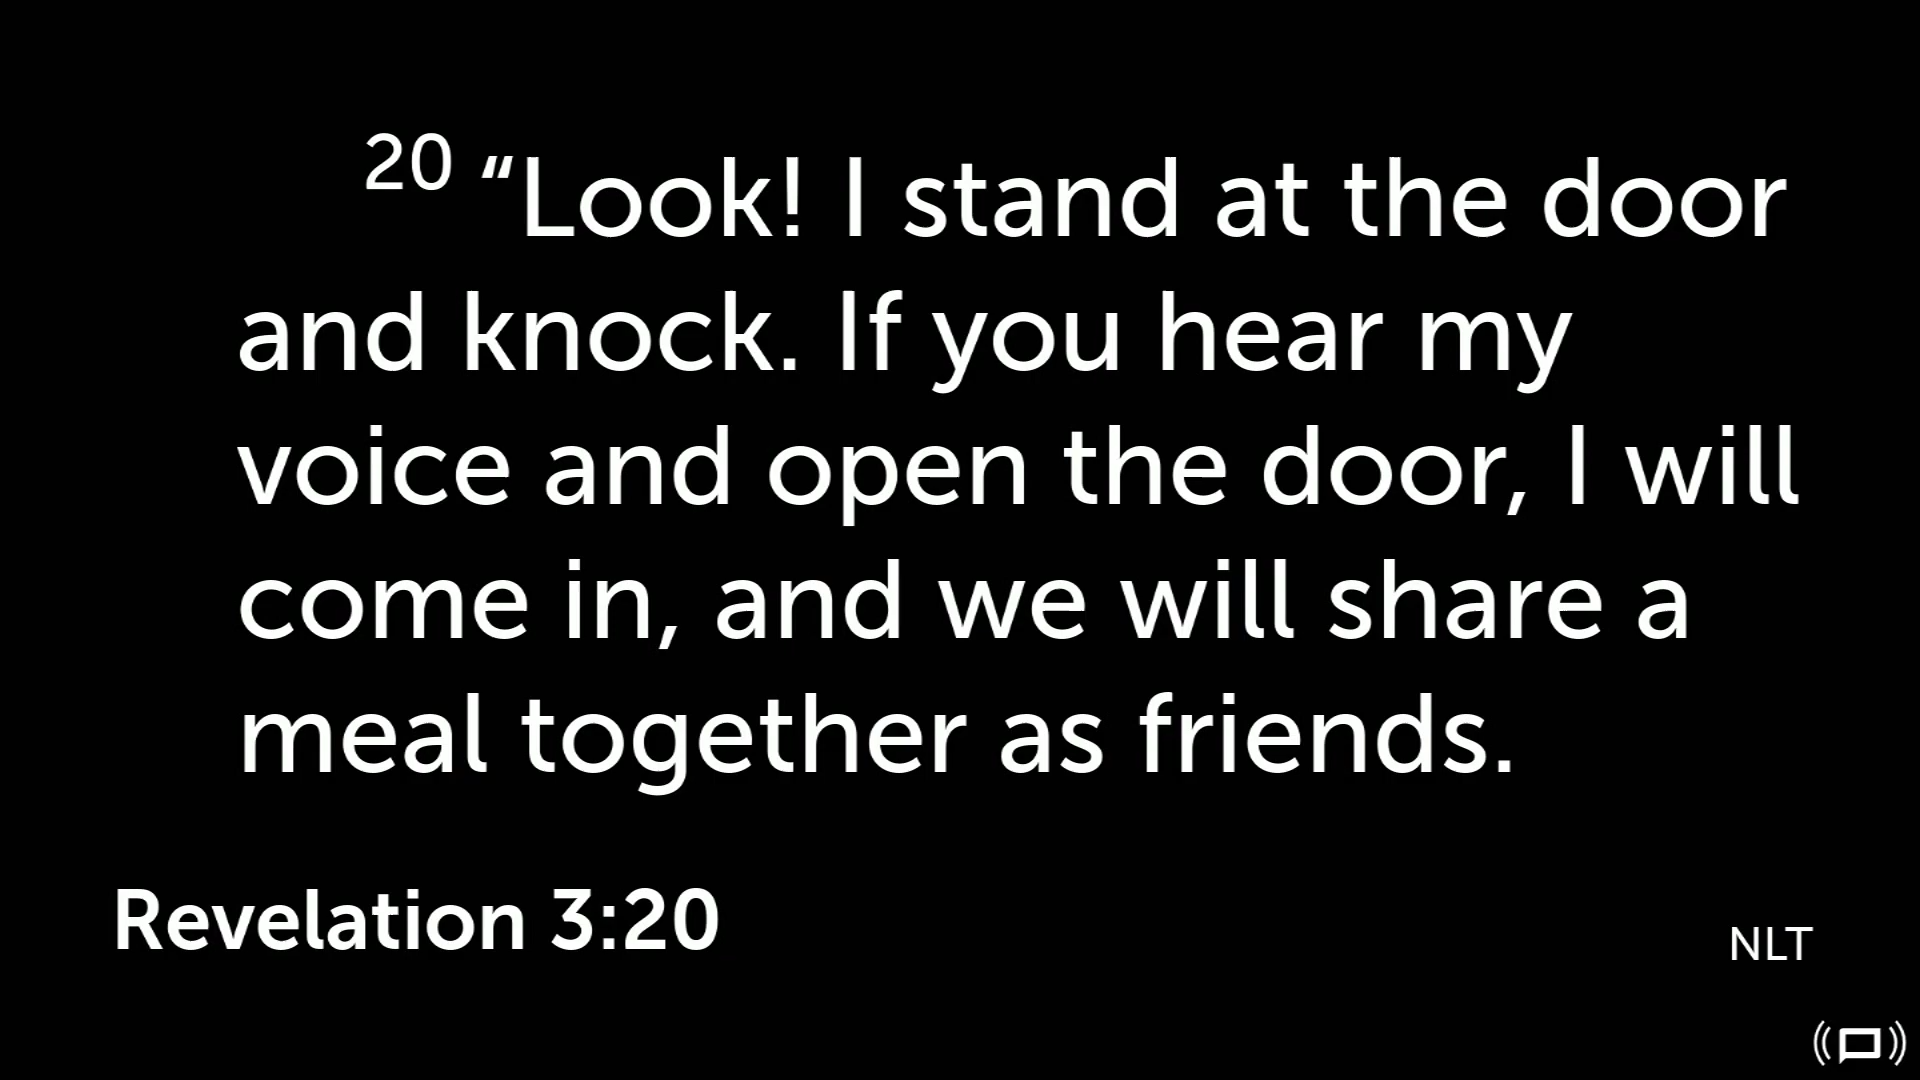 20 “Look! I stand at the door
and knock. If you hear my
voice and open the door, I will
come in, and we will share a
meal together as friends.
Revelation 3:20
NLT